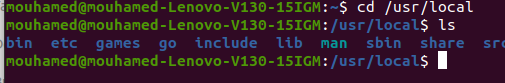 mouhamed@mouhamed-Lenovo-V130-15IGM:~$ cd /usr/local
mouhamed@mouhamed-Lenovo-V130-15IGM:/usr/local$ ls
bin etc games go include lib man sbin share src
mouhamed@mouhamed-Lenovo-V130-15IGM:/usr/local$